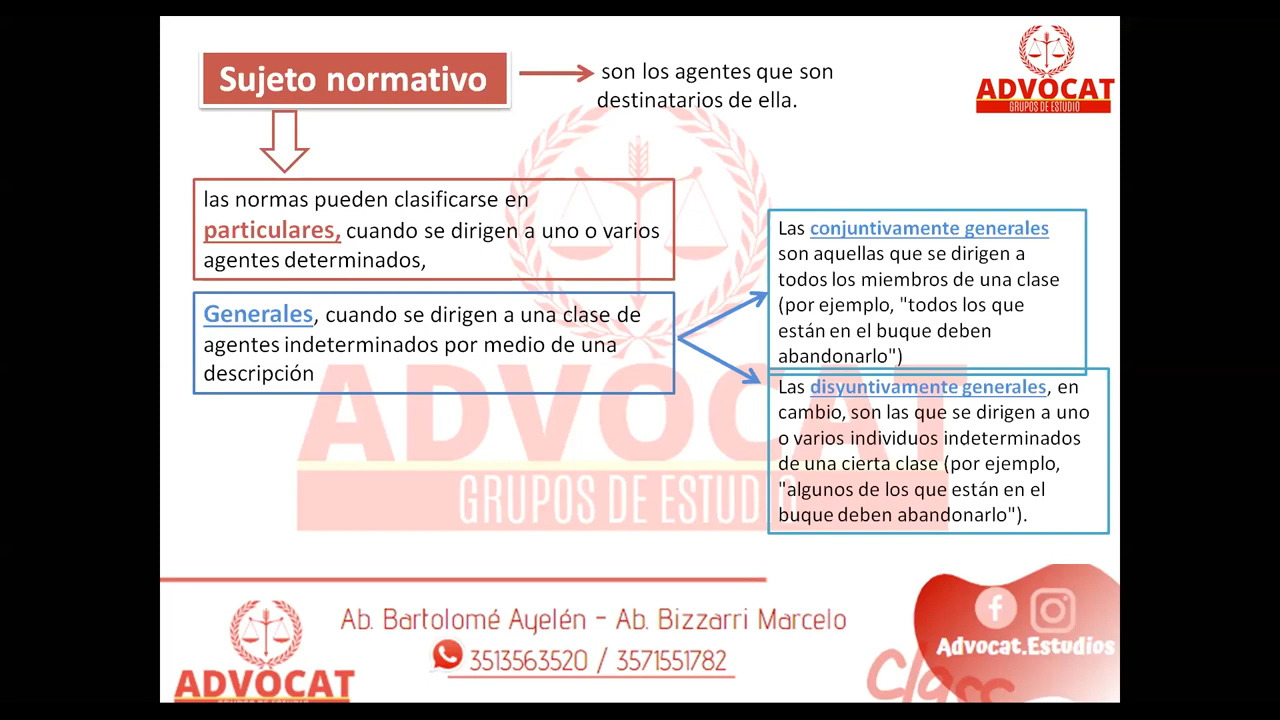 Sujeto normativo
son los agentes que son
destinatarios de ella.
ADVOCAT
GRUPOS DE ESTUDIO
las normas pueden clasificarse en
particulares, cuando se dirigen a uno o varios
agentes determinados,
Generales, cuando se dirigen a una clase de
agentes indeterminados por medio de una
descripción
Las conjuntivamente generales
son aquellas que se dirigen a
todos los miembros de una clase
(por ejemplo, "todos los que
están en el buque deben
abandonarlo")
Las disyuntivamente generales, en
cambio, son las que se dirigen a uno
o varios individuos indeterminados
de una cierta clase (por ejemplo,
"algunos de los que están en el
buque deben abandonarlo").
ADVOCAT
GRUPOS DE ESTUDIO
Ab. Bartolomé Ayelén - Ab. Bizzarri Marcelo
3513563520 / 3571551782
ADVOCAT
GRUPOS DE ESTUDIO
Advocat.Estudios